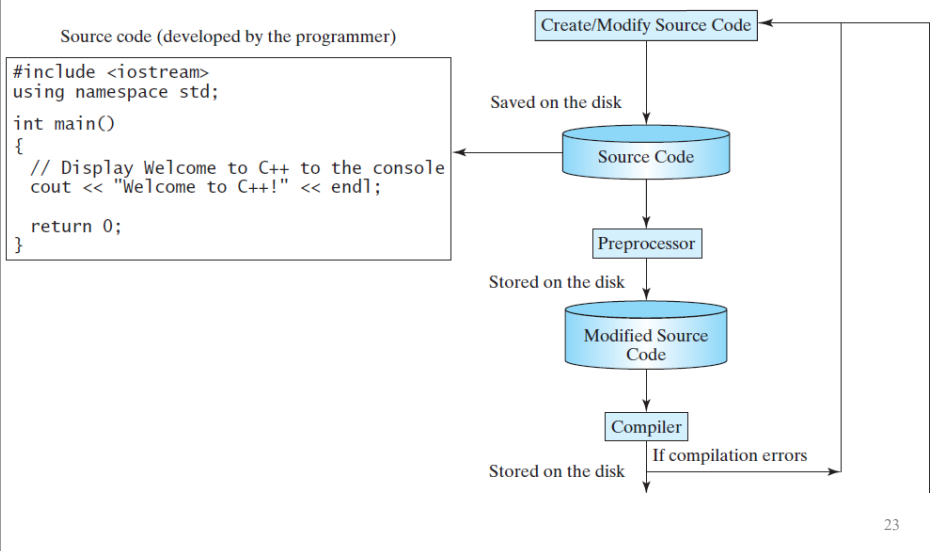 Source code (developed by the programmer)
#include <iostream>
using namespace std;
int main()
{
// Display Welcome to C++ to the console
cout << "Welcome to C++!" << endl;
return 0;
}
Create/Modify Source Code
Saved on the disk
Source Code
Preprocessor
Stored on the disk
Modified Source
Code
Compiler
If compilation errors
Stored on the disk
23